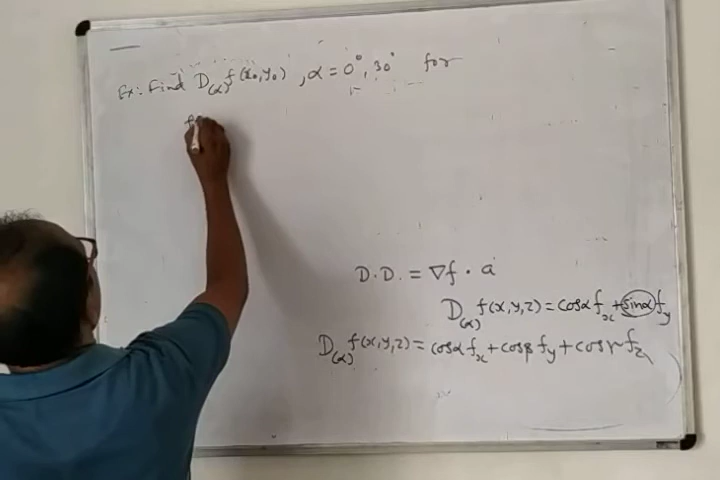 Ex: Find D(α) f(x₀,y₀), α = 0°, 30° for
D.D. = ∇f · a
D(α) f(x,y,z) = cosα fx + sinα fy
D(α) f(x,y,z) = cosα fx + cosβ fy + cosγ fz